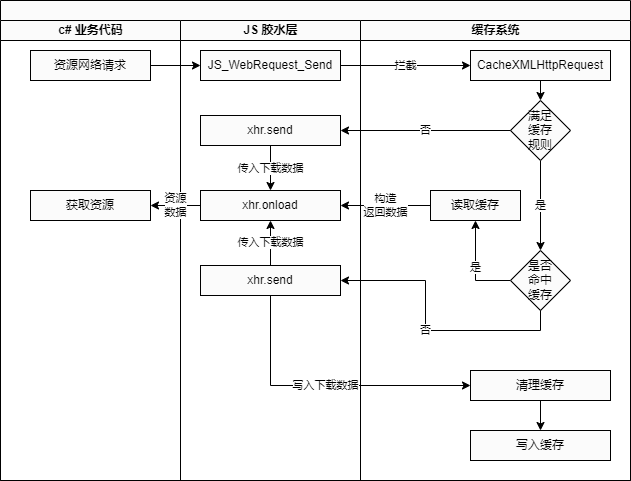 c# 业务代码
JS 胶水层
缓存系统
资源网络请求
JS_WebRequest_Send
拦截
CacheXMLHttpRequest
满足
缓存
规则
xhr.send
否
传入下载数据
是
获取资源
资源
数据
xhr.onload
构造
返回数据
读取缓存
传入下载数据
是
是否
命中
缓存
xhr.send
否
写入下载数据
清理缓存
写入缓存